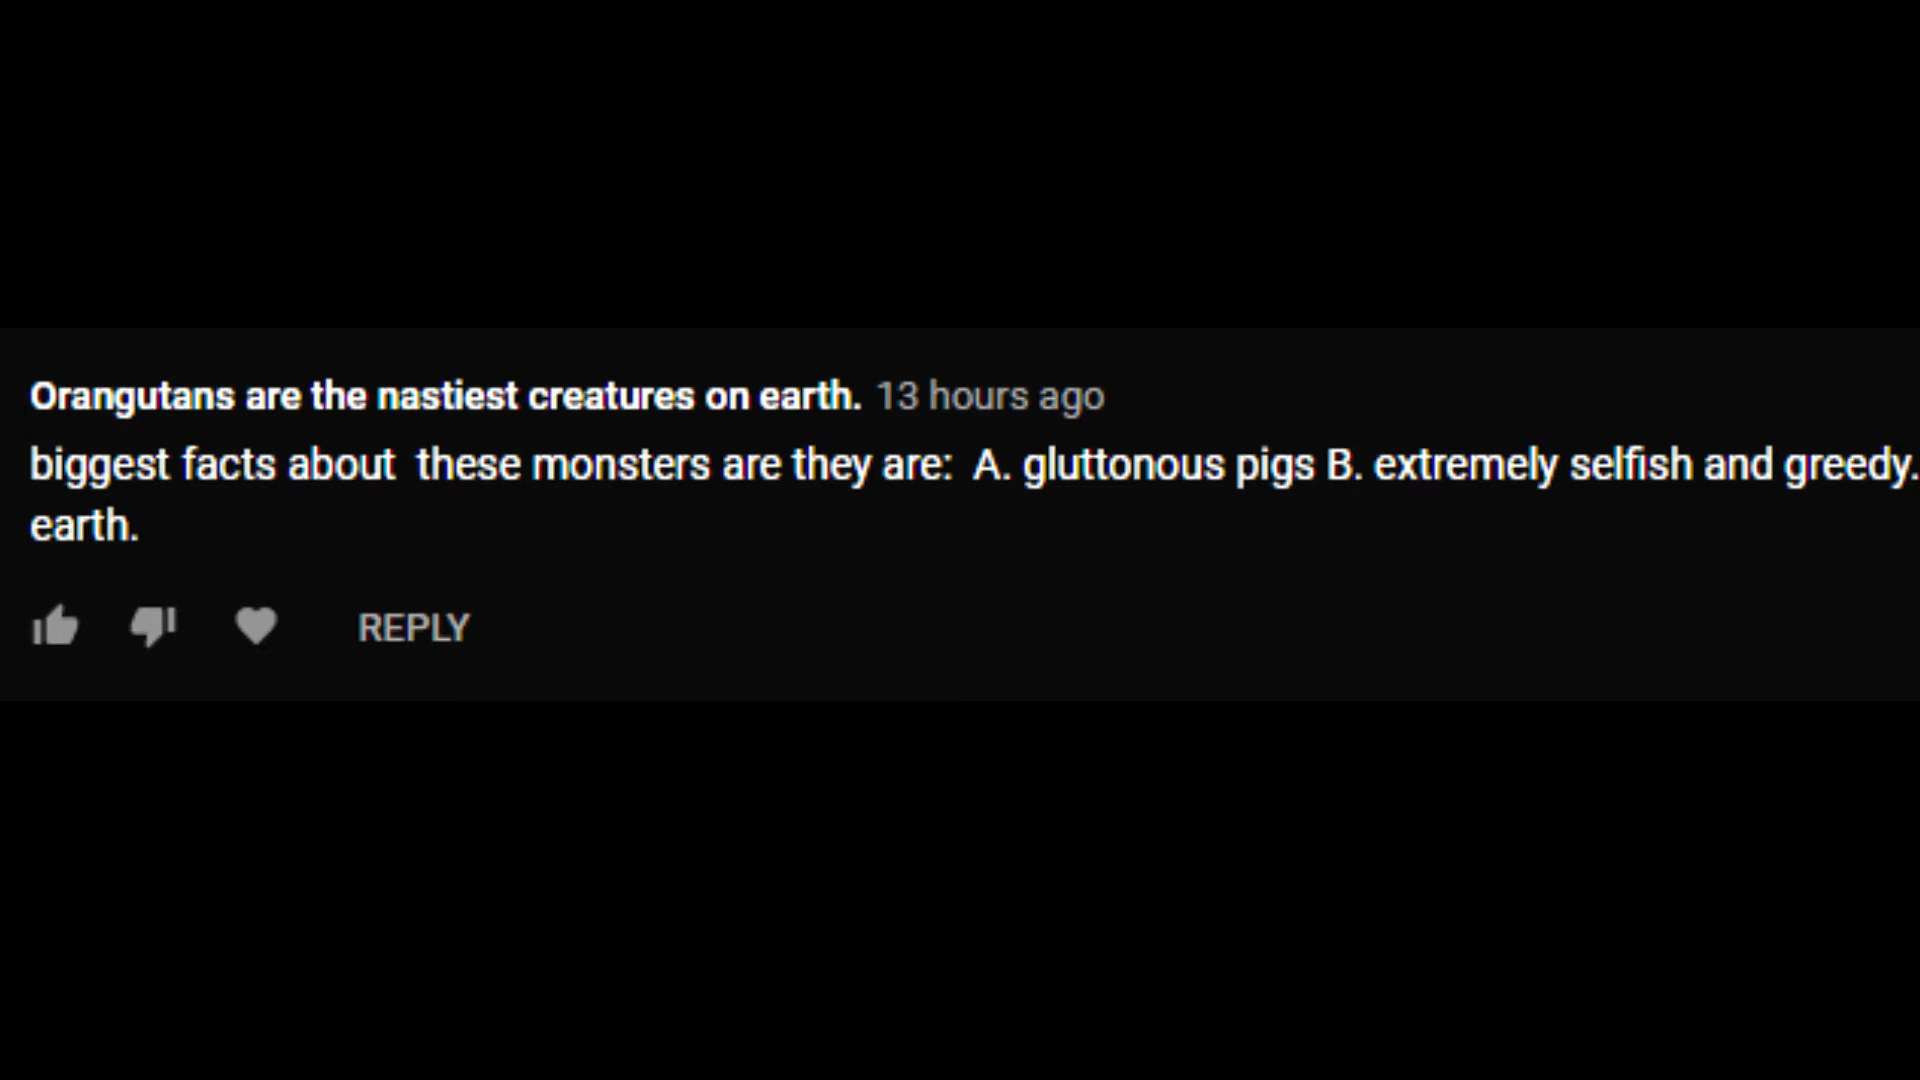 Orangutans are the nastiest creatures on earth. 13 hours ago
biggest facts about  these monsters are they are:  A. gluttonous pigs B. extremely selfish and greedy.
earth.
REPLY